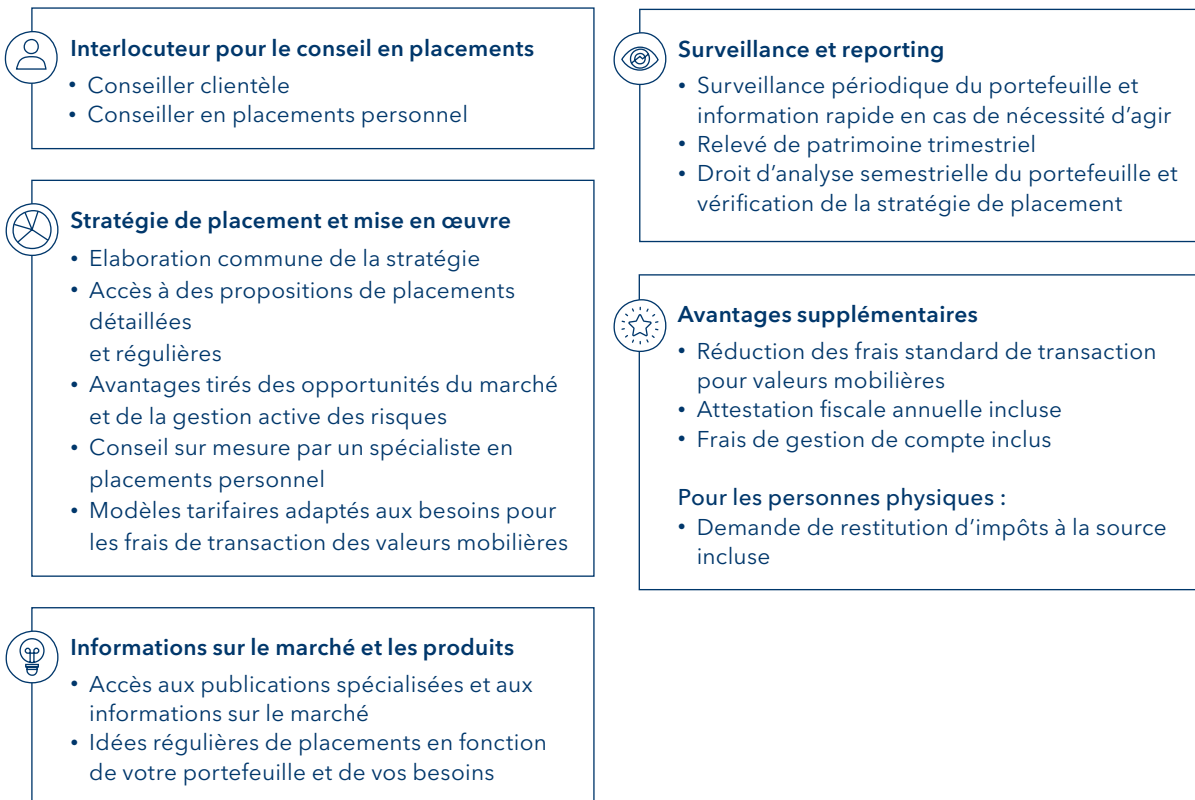 Interlocuteur pour le conseil en placements
• Conseiller clientèle
• Conseiller en placements personnel
Stratégie de placement et mise en œuvre
• Elaboration commune de la stratégie
• Accès à des propositions de placements
détaillées
et régulières
• Avantages tirés des opportunités du marché
et de la gestion active des risques
• Conseil sur mesure par un spécialiste en
placements personnel
• Modèles tarifaires adaptés aux besoins pour
les frais de transaction des valeurs mobilières
Informations sur le marché et les produits
• Accès aux publications spécialisées et aux
informations sur le marché
• Idées régulières de placements en fonction
de votre portefeuille et de vos besoins
Surveillance et reporting
• Surveillance périodique du portefeuille et
information rapide en cas de nécessité d’agir
• Relevé de patrimoine trimestriel
• Droit d’analyse semestrielle du portefeuille et
vérification de la stratégie de placement
Avantages supplémentaires
• Réduction des frais standard de transaction
pour valeurs mobilières
• Attestation fiscale annuelle incluse
• Frais de gestion de compte inclus
Pour les personnes physiques :
• Demande de restitution d’impôts à la source
incluse